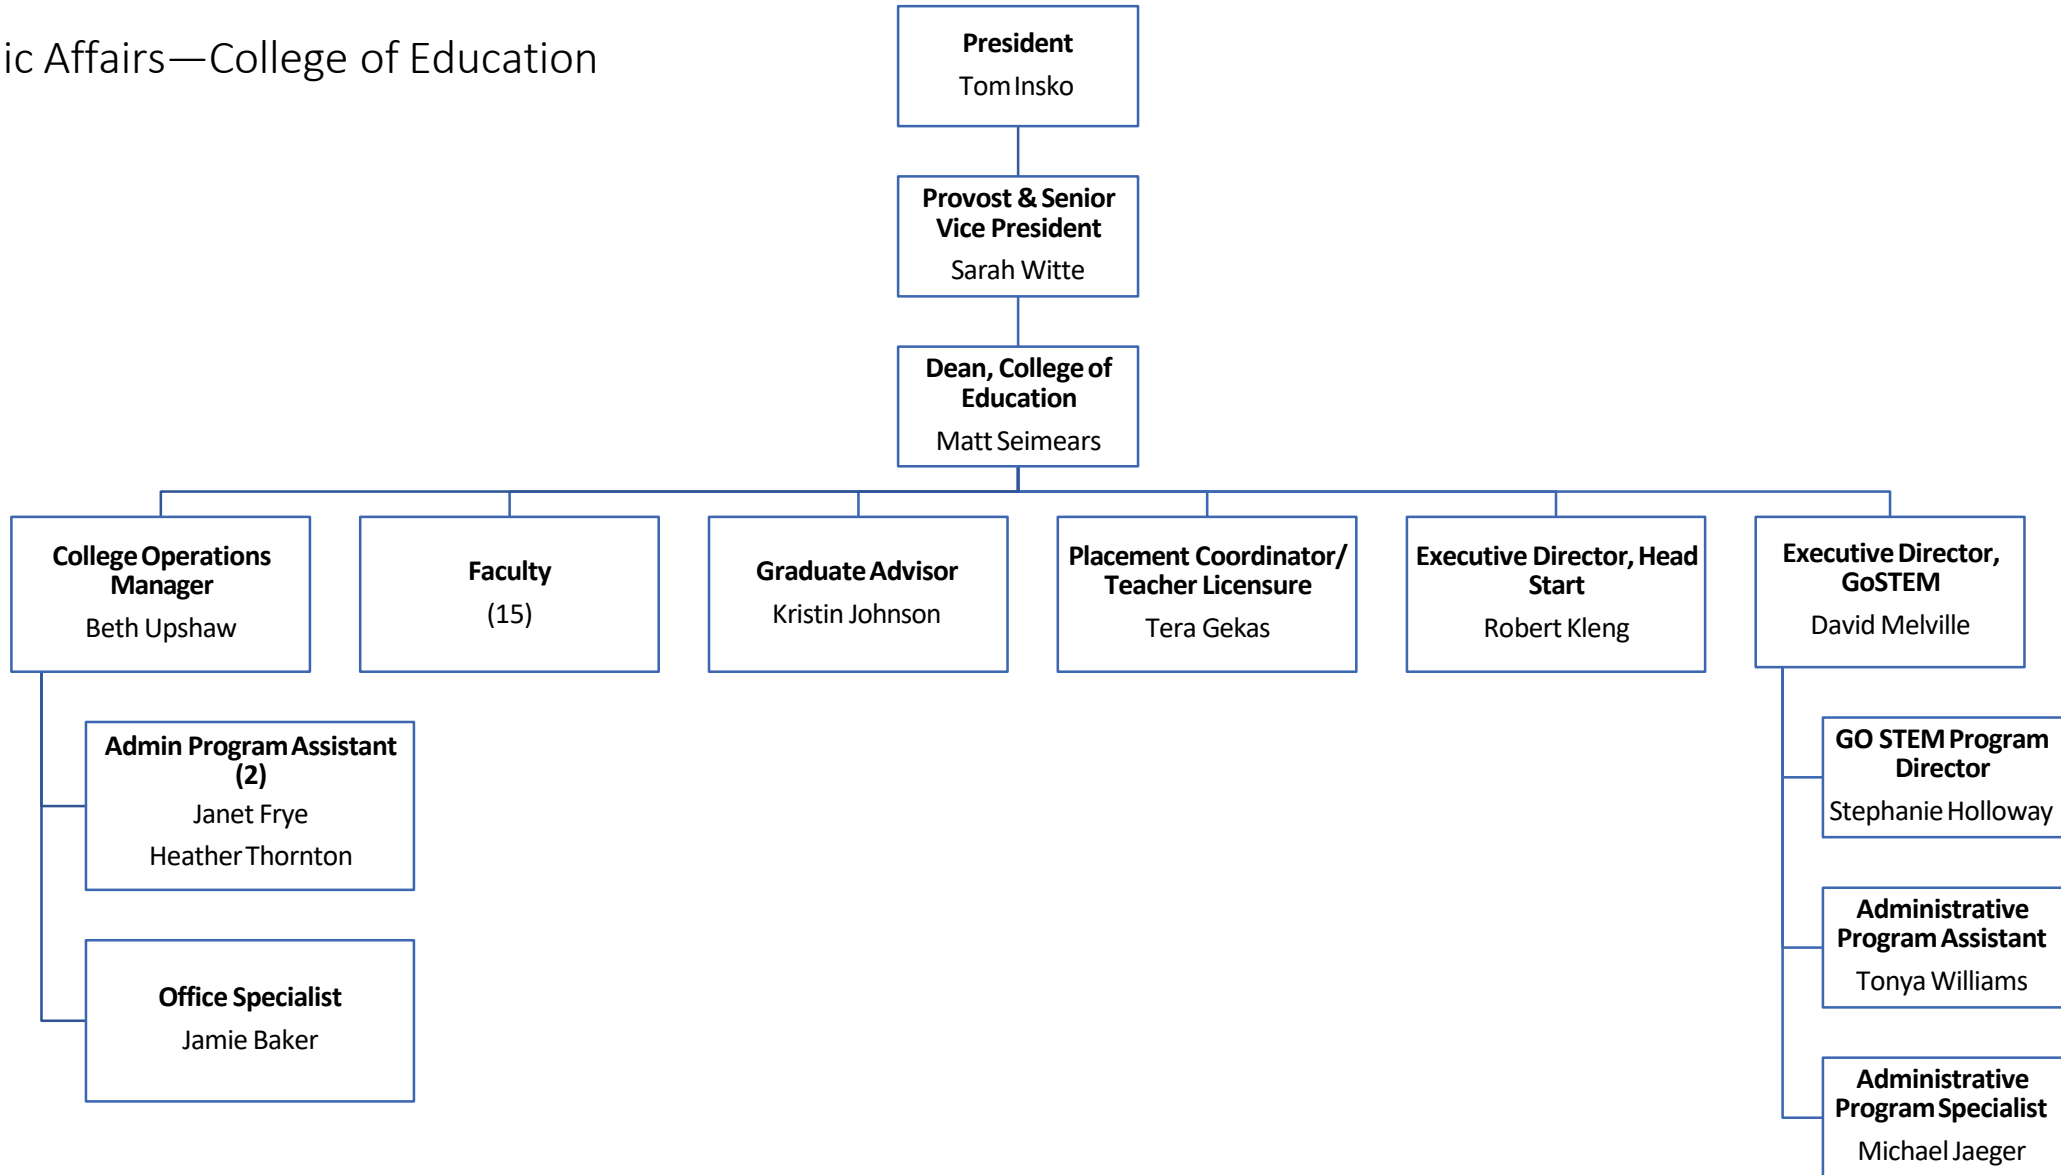 ic Affairs—College of Education
President
Tom Insko
Provost & Senior
Vice President
Sarah Witte
Dean, College of
Education
Matt Seimears
College Operations
Manager
Beth Upshaw
Faculty
(15)
Graduate Advisor
Kristin Johnson
Placement Coordinator/
Teacher Licensure
Tera Gekas
Executive Director, Head
Start
Robert Kleng
Executive Director,
GoSTEM
David Melville
Admin Program Assistant
(2)
Janet Frye
Heather Thornton
Office Specialist
Jamie Baker
GO STEM Program
Director
Stephanie Holloway
Administrative
Program Assistant
Tonya Williams
Administrative
Program Specialist
Michael Jaeger